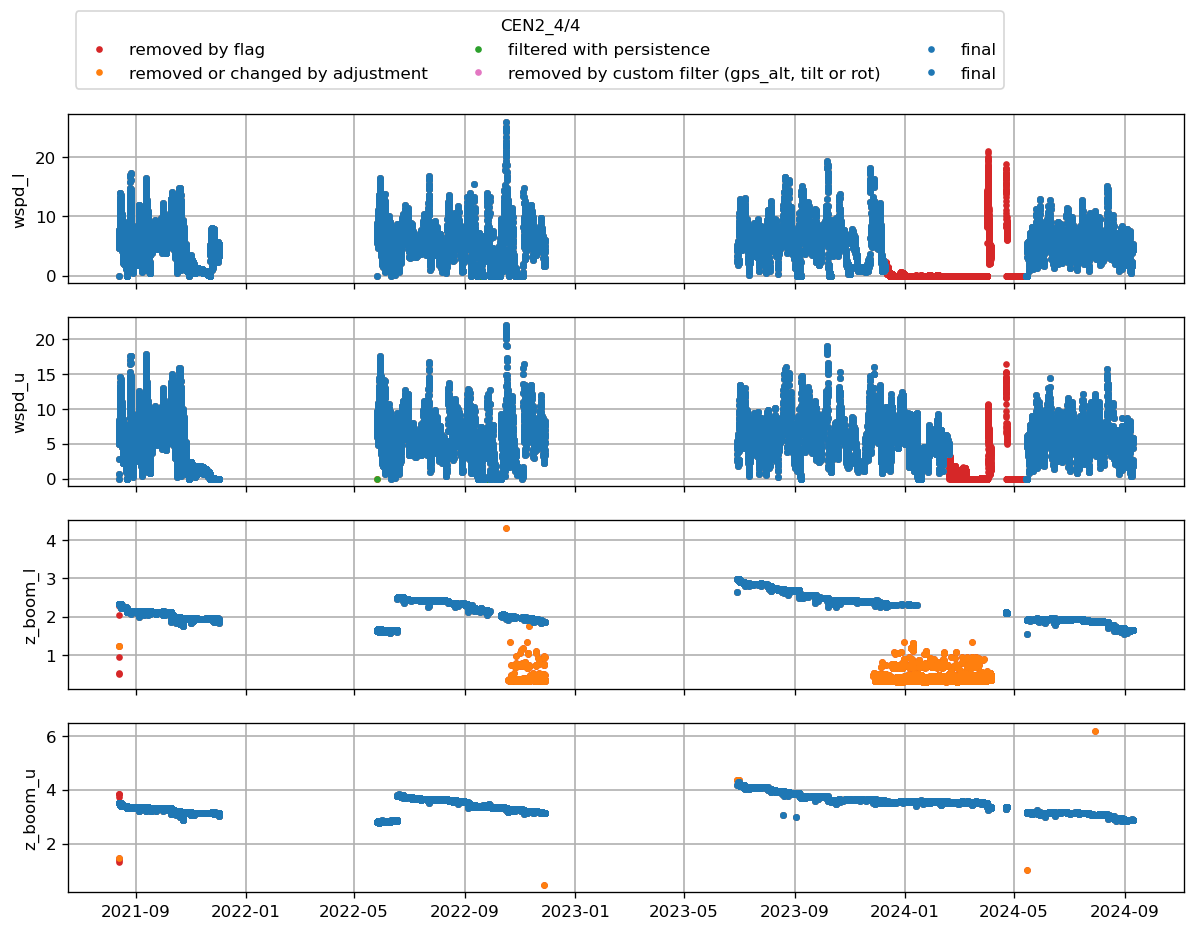 CEN2_4/4
removed by flag
filtered with persistence
final
removed or changed by adjustment
removed by custom filter (gps_alt, tilt or rot)
final
wspd_l
20
10
0
wspd_u
20
15
10
5
0
z_boom_l
4
3
2
1
z_boom_u
6
4
2
2021-09
2022-01
2022-05
2022-09
2023-01
2023-05
2023-09
2024-01
2024-05
2024-09